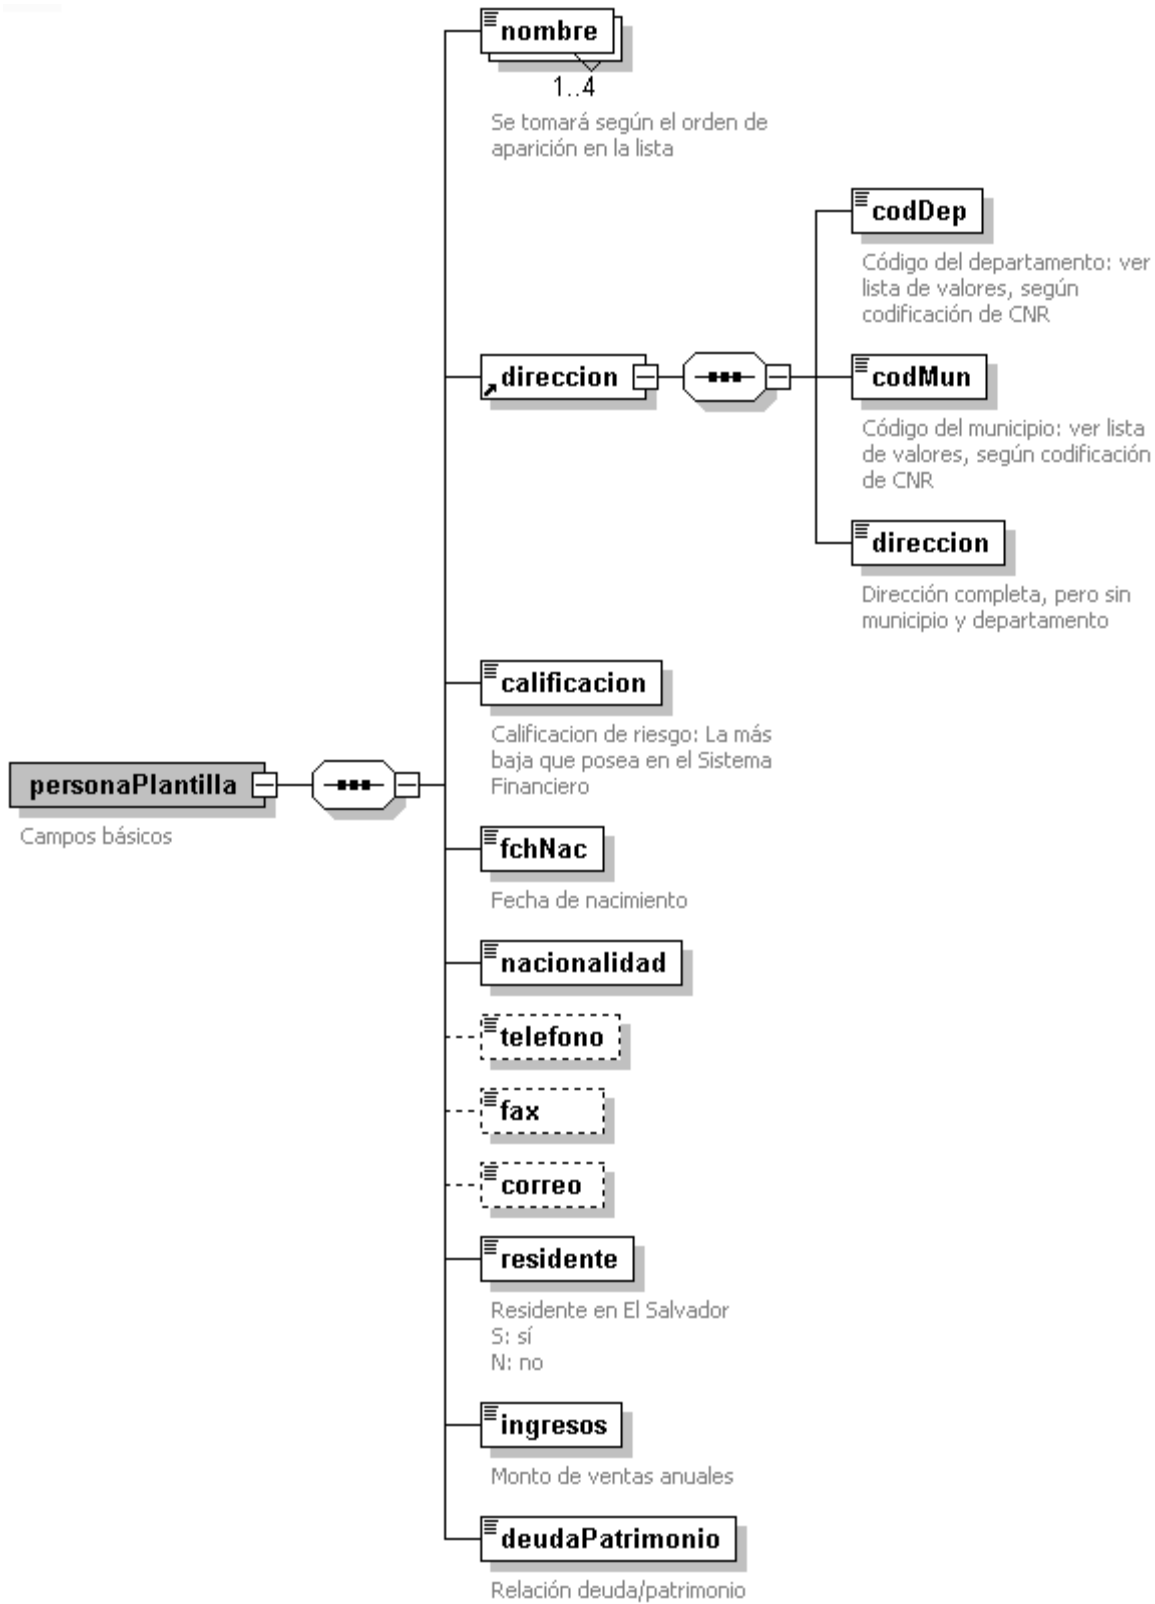 nombre
1..4
Se tomará según el orden de
aparición en la lista
codDep
Código del departamento: ver
lista de valores, según
codificación de CNR
direccion
codMun
Código del municipio: ver lista
de valores, según codificación
de CNR
direccion
Dirección completa, pero sin
municipio y departamento
calificacion
Calificacion de riesgo: La más
baja que posea en el Sistema
Financiero
personaPlantilla
Campos básicos
fchNac
Fecha de nacimiento
nacionalidad
telefono
fax
correo
residente
Residente en El Salvador
S: sí
N: no
ingresos
Monto de ventas anuales
deudaPatrimonio
Relación deuda/patrimonio